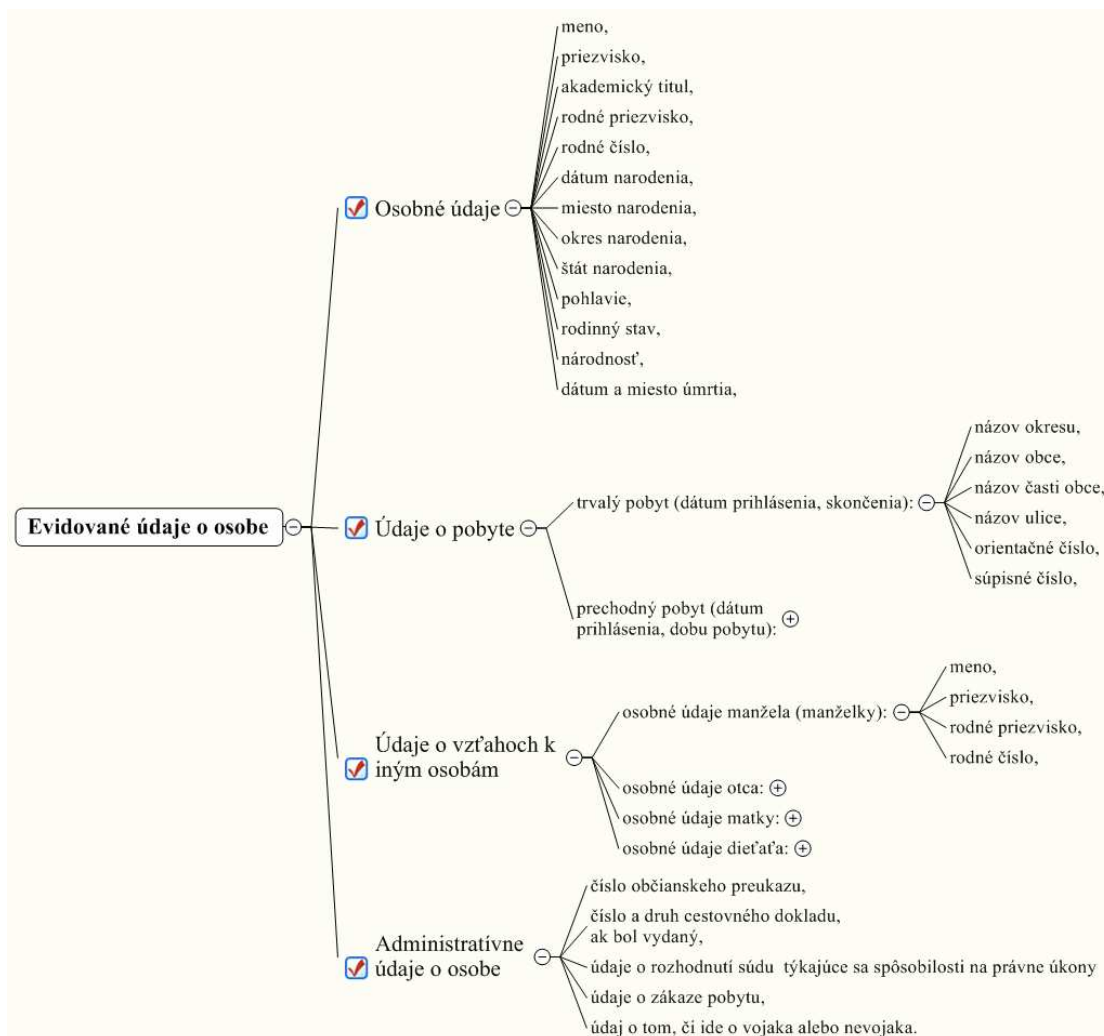 Evidované údaje o osobe
Osobné údaje
meno,
priezvisko,
akademický titul,
rodné priezvisko,
rodné číslo,
dátum narodenia,
miesto narodenia,
okres narodenia,
štát narodenia,
pohlavie,
rodinný stav,
národnosť,
dátum a miesto úmrtia,
Údaje o pobyte
trvalý pobyt (dátum prihlásenia, skončenia):
názov okresu,
názov obce,
názov časti obce,
názov ulice,
orientačné číslo,
súpisné číslo,
prechodný pobyt (dátum
prihlásenia, dobu pobytu):
Údaje o vzťahoch k
iným osobám
osobné údaje manžela (manželky):
meno,
priezvisko,
rodné priezvisko,
rodné číslo,
osobné údaje otca:
osobné údaje matky:
osobné údaje dieťaťa:
Administratívne
údaje o osobe
číslo občianskeho preukazu,
číslo a druh cestovného dokladu,
ak bol vydaný,
údaje o rozhodnutí súdu  týkajúce sa spôsobilosti na právne úkony
údaje o zákaze pobytu,
údaj o tom, či ide o vojaka alebo nevojaka.